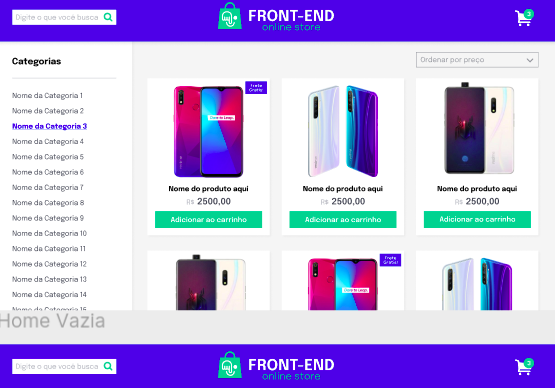 Digite o que você busca
FRONT-END
online store
3
Categorias
Ordenar por preço
Nome da Categoria 1
Nome da Categoria 2
Nome da Categoria 3
Nome da Categoria 4
Nome da Categoria 5
Nome da Categoria 6
Nome da Categoria 7
Nome da Categoria 8
Nome da Categoria 9
Nome da Categoria 10
Nome da Categoria 11
Nome da Categoria 12
Nome da Categoria 13
Nome da Categoria 14
Nome da Categoria 15
Frete
Grátis
Dare to Leap
Nome do produto aqui
R$ 2500,00
Adicionar ao carrinho
Nome do produto aqui
R$ 2500,00
Adicionar ao carrinho
Nome do produto aqui
R$ 2500,00
Adicionar ao carrinho
Frete
Grátis
Dare to Leap
Home Vazia
Digite o que você busca
FRONT-END
online store
3